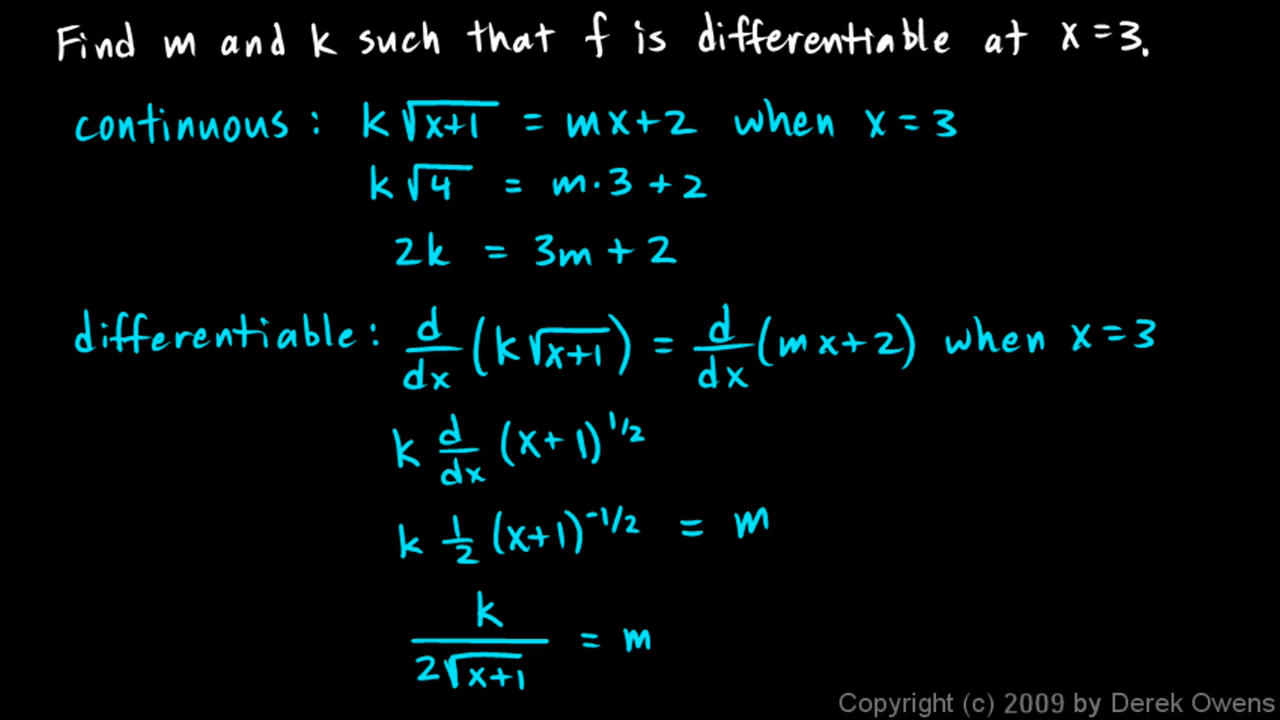 Find m and k such that f is differentiable at x=3.
continuous: k√(x+1) = mx+2 when x=3
k√4 = m·3+2
2k = 3m+2
differentiable: d/dx (k√(x+1)) = d/dx (mx+2) when x=3
k d/dx (x+1)^1/2
k 1/2 (x+1)^-1/2 = m
k/(2√(x+1)) = m
Copyright (c) 2009 by Derek Owens